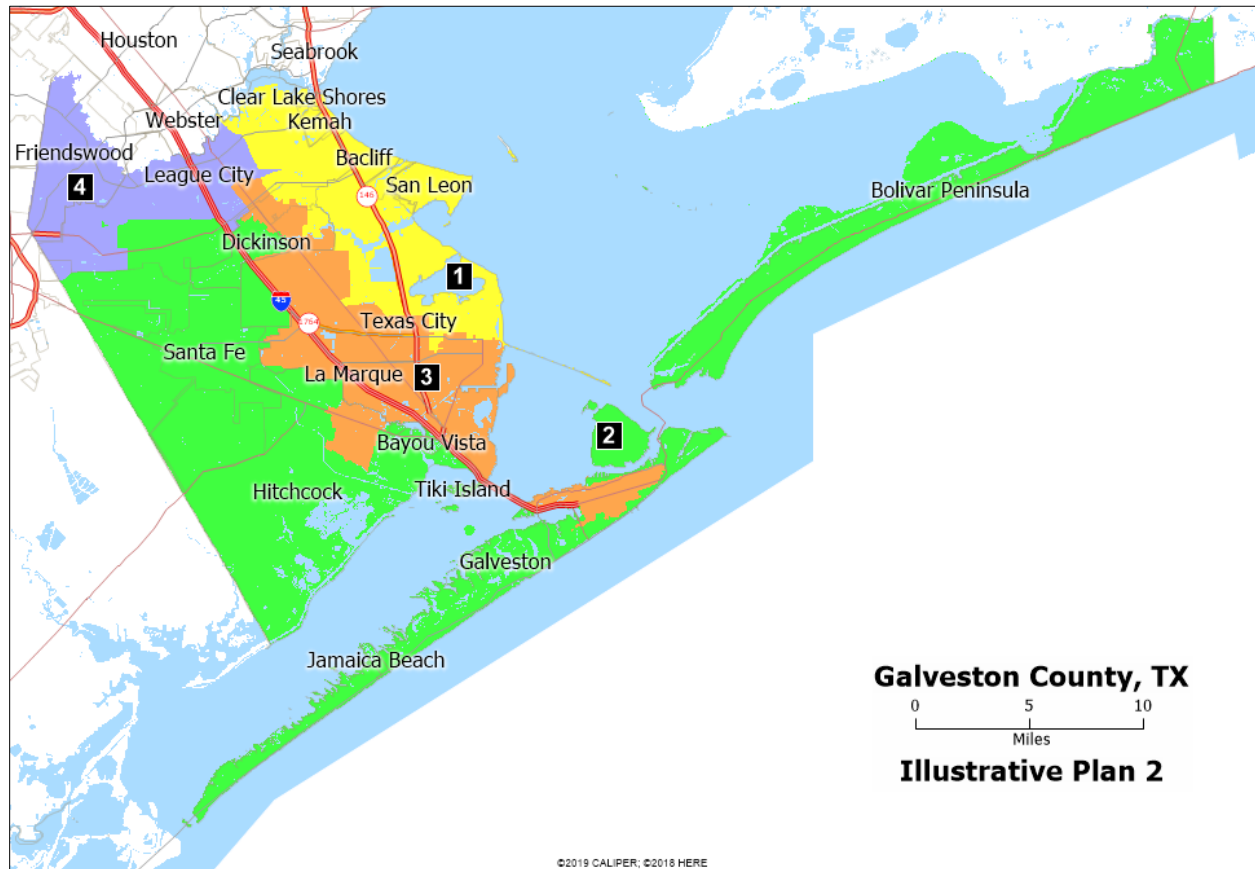 Houston
Seabrook
Clear Lake Shores
Kemah
Webster
Friendswood
4
League City
Bacliff
146
San Leon
Bolivar Peninsula
Dickinson
1
45
1764
Texas City
Santa Fe
La Marque
3
2
Bayou Vista
Hitchcock
Tiki Island
Galveston
Jamaica Beach
Galveston County, TX
0 5 10
Miles
Illustrative Plan 2
©2019 CALIPER; ©2018 HERE